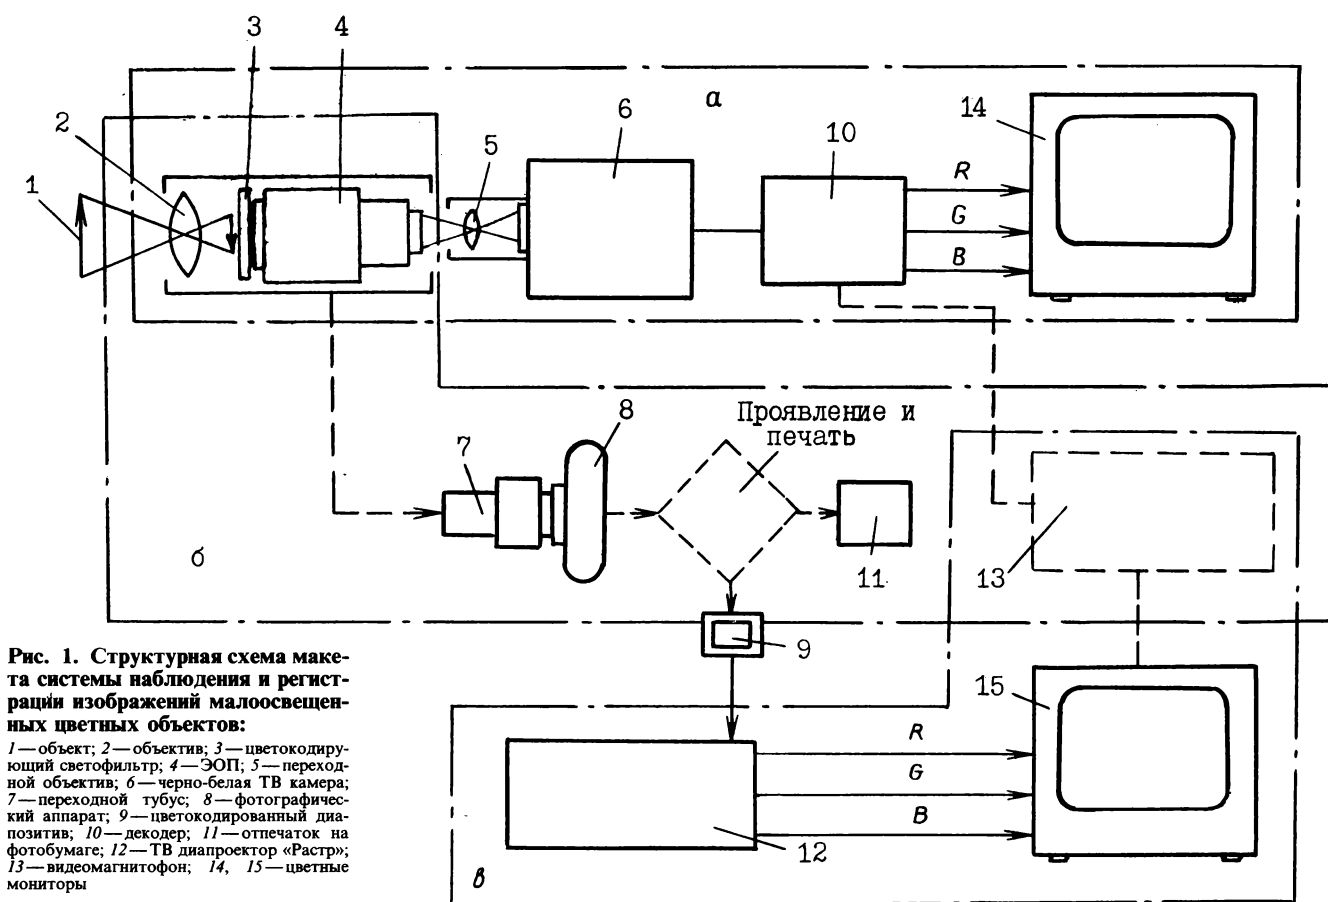 3
4
a
14
2
6
10
5
1
R
G
B
Проявление и
печать
8
7
11
13
б
9
Рис. 1. Структурная схема маке-
та системы наблюдения и регист-
рации изображений малоосвещен-
ных цветных объектов:
1—объект; 2—объектив; 3—цветокодиру-
ющий светофильтр; 4—ЭОП; 5—переход-
ной объектив; 6—черно-белая ТВ камера;
7—переходной тубус; 8—фотографичес-
кий аппарат; 9—цветокодированный диа-
позитив; 10—декодер; 11—отпечаток на
фотобумаге; 12—ТВ диапроектор «Растр»;
13—видеомагнитофон; 14, 15—цветные
мониторы
15
R
G
B
12
в